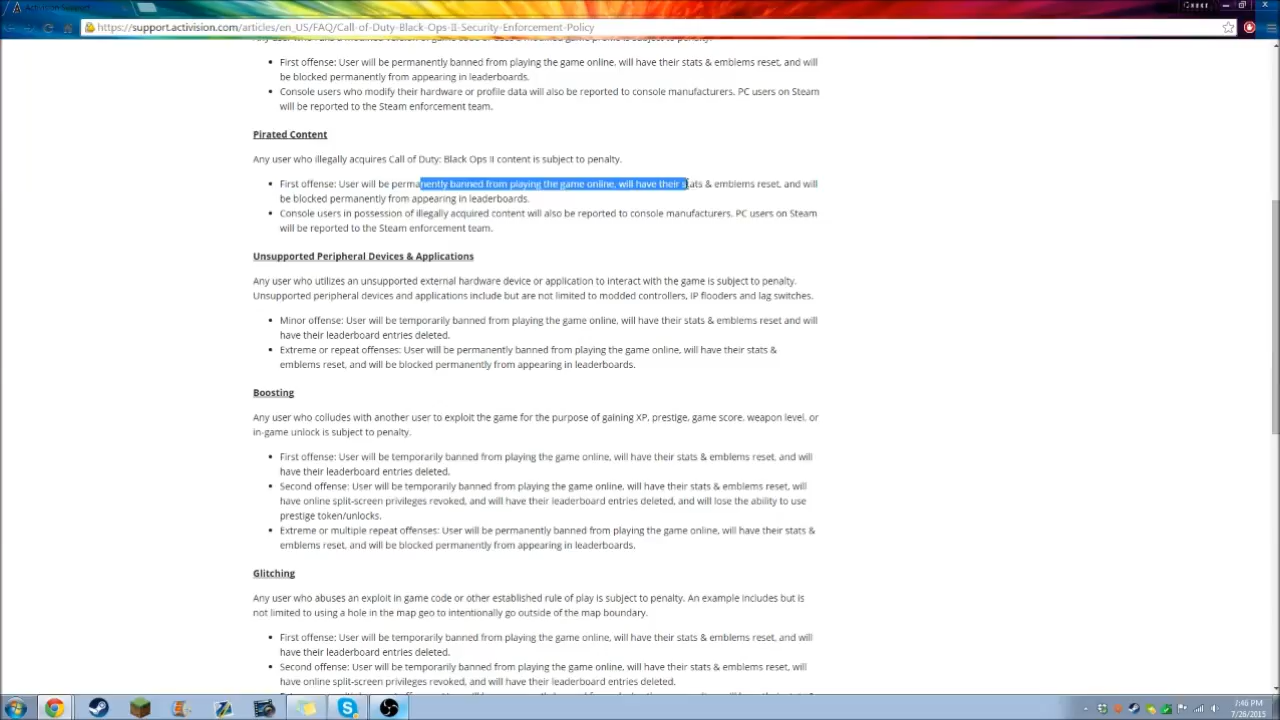 Activision Support
https://support.activision.com/articles/en_US/FAQ/Call-of-Duty-Black-Ops-II-Security-Enforcement-Policy
First offense: User will be permanently banned from playing the game online, will have their stats & emblems reset, and will
be blocked permanently from appearing in leaderboards.
Console users who modify their hardware or profile data will also be reported to console manufacturers. PC users on Steam
will be reported to the Steam enforcement team.
Pirated Content
Any user who illegally acquires Call of Duty: Black Ops II content is subject to penalty.
First offense: User will be permanently banned from playing the game online, will have their stats & emblems reset, and will
be blocked permanently from appearing in leaderboards.
Console users in possession of illegally acquired content will also be reported to console manufacturers. PC users on Steam
will be reported to the Steam enforcement team.
Unsupported Peripheral Devices & Applications
Any user who utilizes an unsupported external hardware device or application to interact with the game is subject to penalty.
Unsupported peripheral devices and applications include but are not limited to modded controllers, IP flooders and lag switches.
Minor offense: User will be temporarily banned from playing the game online, will have their stats & emblems reset and will
have their leaderboard entries deleted.
Extreme or repeat offenses: User will be permanently banned from playing the game online, will have their stats &
emblems reset, and will be blocked permanently from appearing in leaderboards.
Boosting
Any user who colludes with another user to exploit the game for the purpose of gaining XP, prestige, game score, weapon level, or
in-game unlock is subject to penalty.
First offense: User will be temporarily banned from playing the game online, will have their stats & emblems reset, and will
have their leaderboard entries deleted.
Second offense: User will be temporarily banned from playing the game online, will have their stats & emblems reset, will
have online split-screen privileges revoked, and will have their leaderboard entries deleted, and will lose the ability to use
prestige token/unlocks.
Extreme or multiple repeat offenses: User will be permanently banned from playing the game online, will have their stats &
emblems reset, and will be blocked permanently from appearing in leaderboards.
Glitching
Any user who abuses an exploit in game code or other established rule of play is subject to penalty. An example includes but is
not limited to using a hole in the map geo to intentionally go outside of the map boundary.
First offense: User will be temporarily banned from playing the game online, will have their stats & emblems reset, and will
have their leaderboard entries deleted.
Second offense: User will be temporarily banned from playing the game online, will have their stats & emblems reset, will
have online split-screen privileges revoked, and will have their leaderboard entries deleted.
7:46 PM
7/26/2015